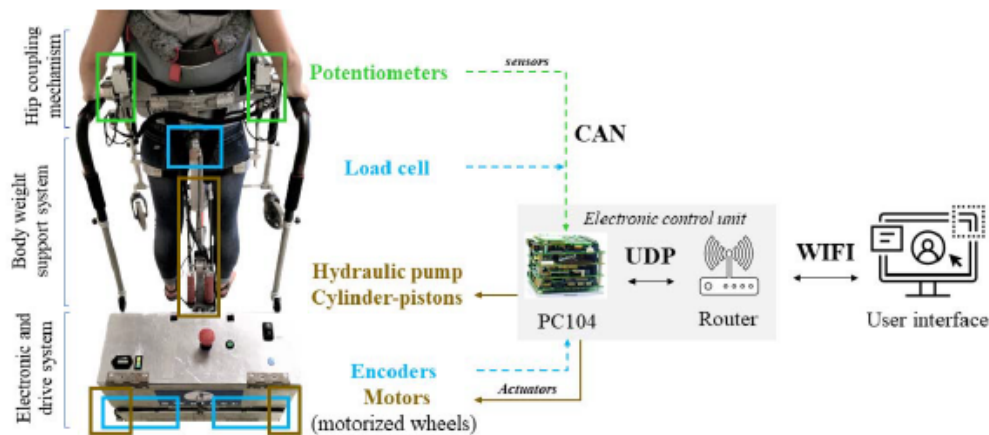 Hip coupling
mechanism
Body weight
support system
Electronic and
drive system
Potentiometers
sensors
CAN
Load cell
Electronic control unit
Hydraulic pump
Cylinder-pistons
UDP
WIFI
PC104
Router
User interface
Encoders
Motors
Actuators
(motorized wheels)